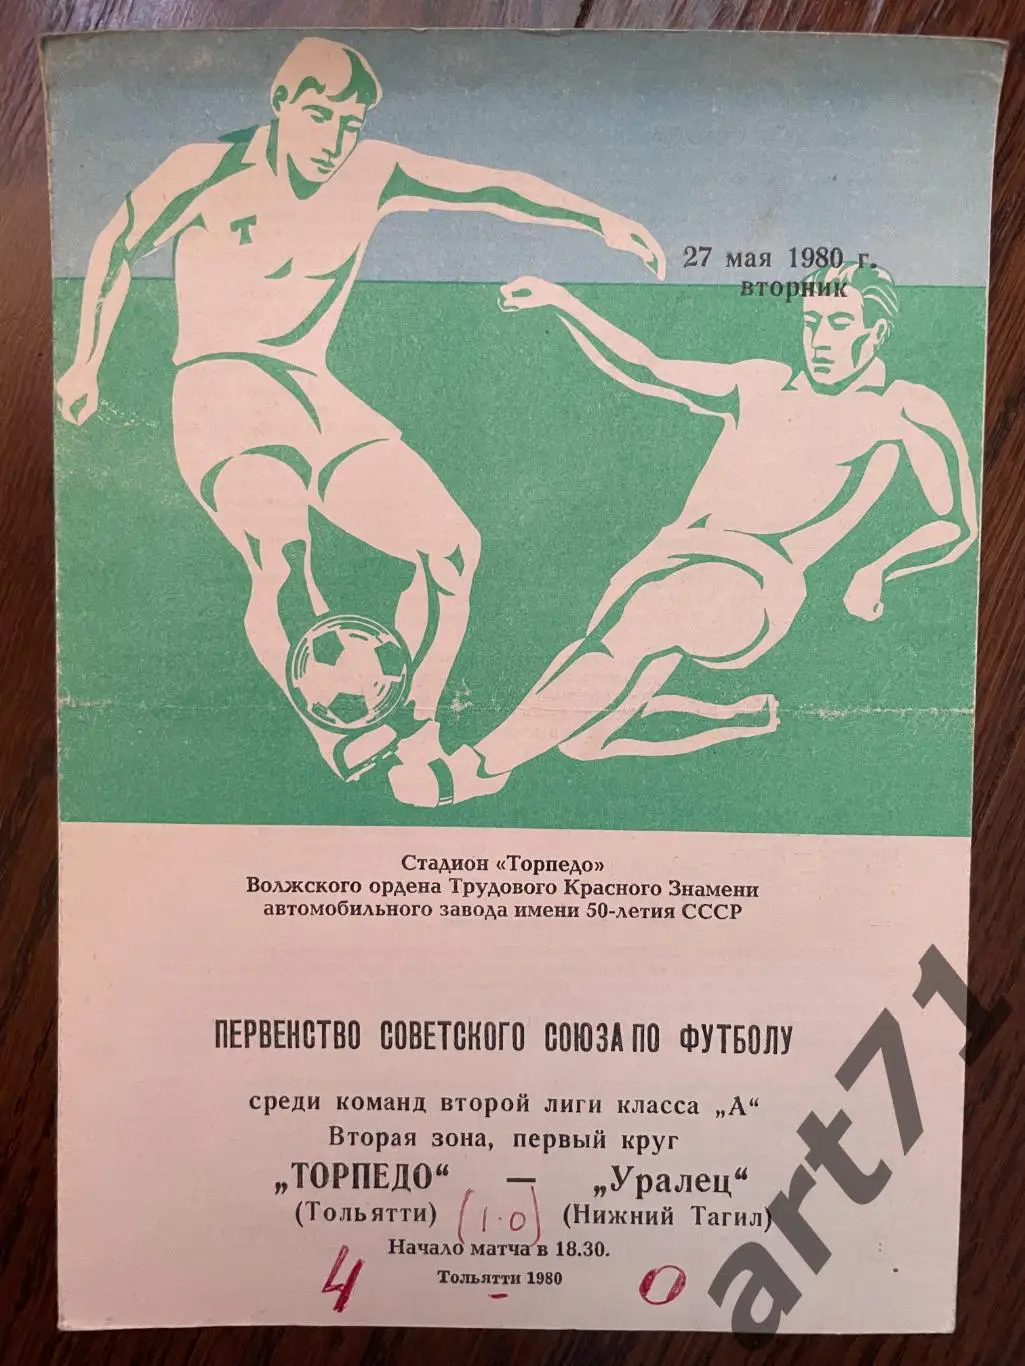 Т
27 мая 1980 г.
вторник
Стадион «Торпедо»
Волжского ордена Трудового Красного Знамени
автомобильного завода имени 50-летия СССР
ПЕРВЕНСТВО СОВЕТСКОГО СОЮЗА ПО ФУТБОЛУ
среди команд второй лиги класса „А“
Вторая зона, первый круг
„ТОРПЕДО“ — „Уралец“
(Тольятти) (1·0) (Нижний Тагил)
Начало матча в 18.30.
4 - 0
Тольятти 1980
art71